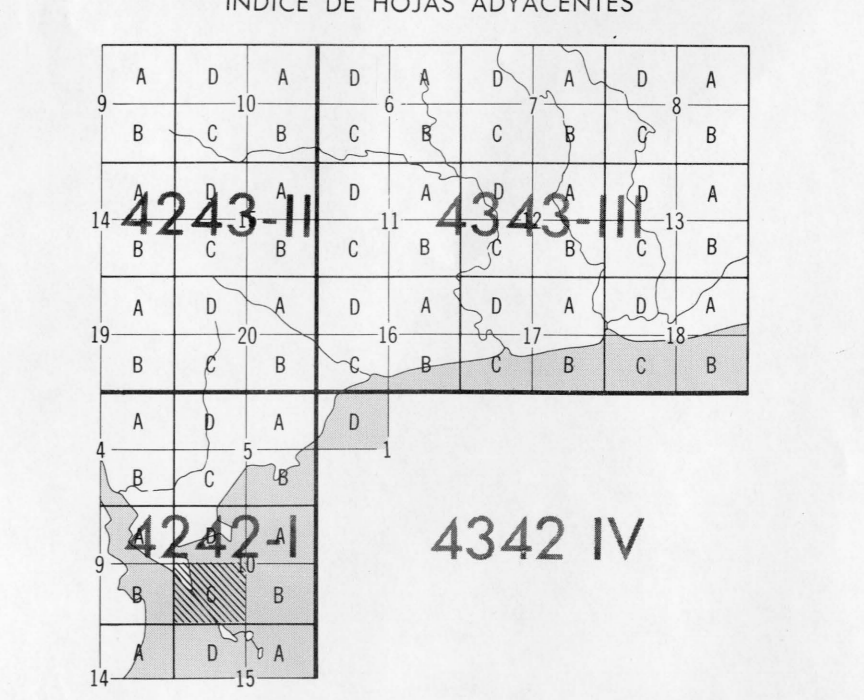 INDICE DE HOJAS ADYACENTES
A D A D A D A D A
9 10 6 7 8
B C B C B C B C B
A D A D A D A D A
4243-II 4343-III
14 11 12 13
B C B C B C B C B
A D A D A D A D A
19 20 16 17 18
B C B C B C B C B
A D A D
4 5 1
B C B
A D A
4242-I 4342 IV
9 10
B C B
A D A
14 15